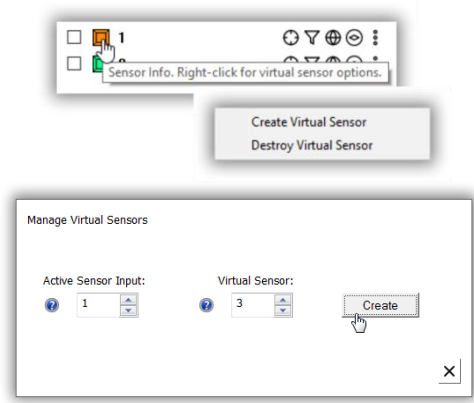 1
Sensor Info. Right-click for virtual sensor options.
Create Virtual Sensor
Destroy Virtual Sensor
Manage Virtual Sensors
Active Sensor Input: Virtual Sensor:
1 3 Create